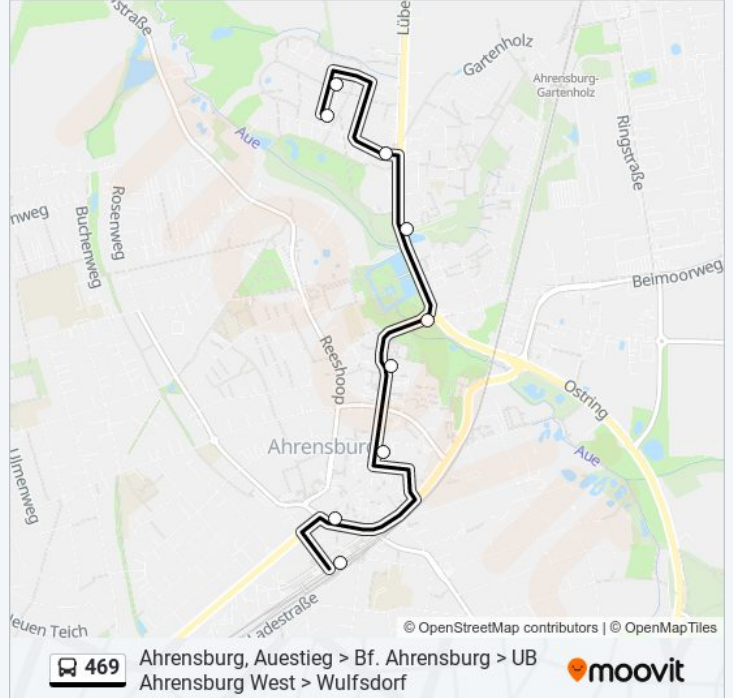 straße
Lübe
Gartenholz
Ahrensburg-
Gartenholz
Ringstraße
Aue
nweg
Rosenweg
Buchenweg
Beimoorweg
Reeshoop
Ostring
Ahrensburg
Aue
Ulmenweg
Ladestraße
euen Teich
© OpenStreetMap contributors | © OpenMapTiles
469
Ahrensburg, Auestieg > Bf. Ahrensburg > UB
Ahrensburg West > Wulfsdorf
moovit